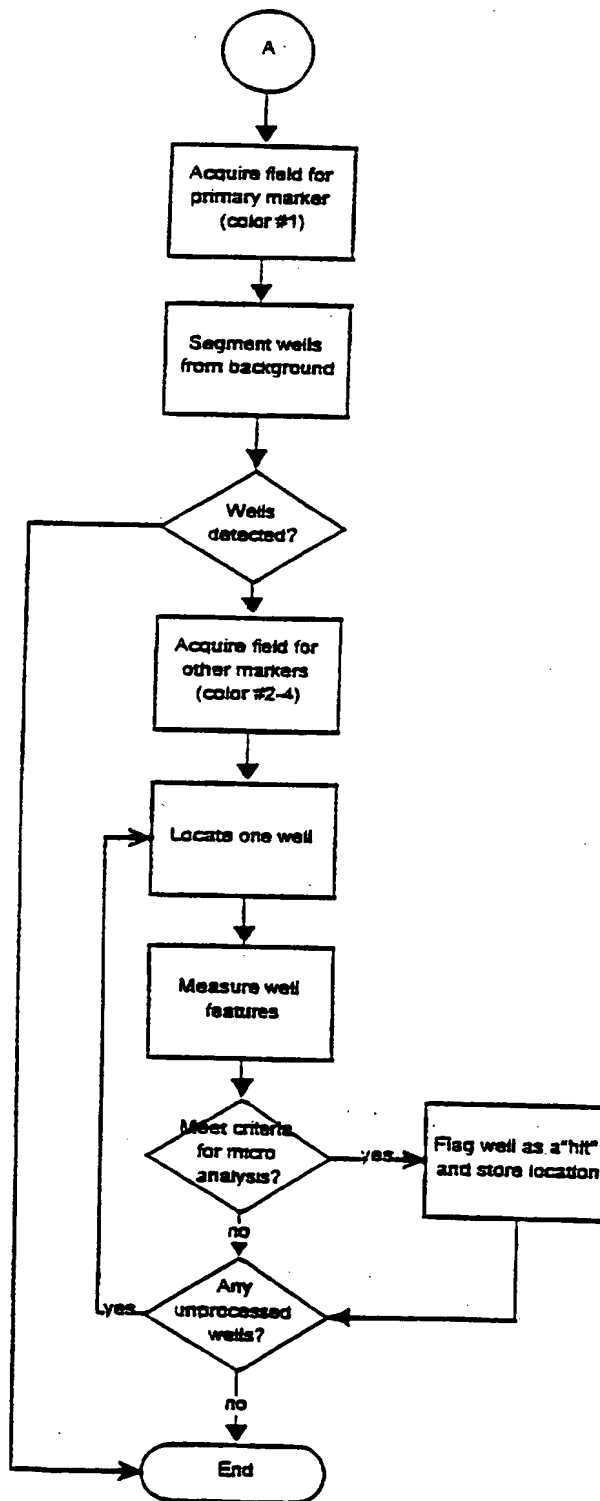 A
Acquire field for
primary marker
(color #1)
Segment wells
from background
Wells
detected?
Acquire field for
other markers
(color #2-4)
Locate one well
Measure well
features
Meet criteria
for micro
analysis?
yes
Flag well as a "hit"
and store location
no
Any
unprocessed
wells?
yes
no
End